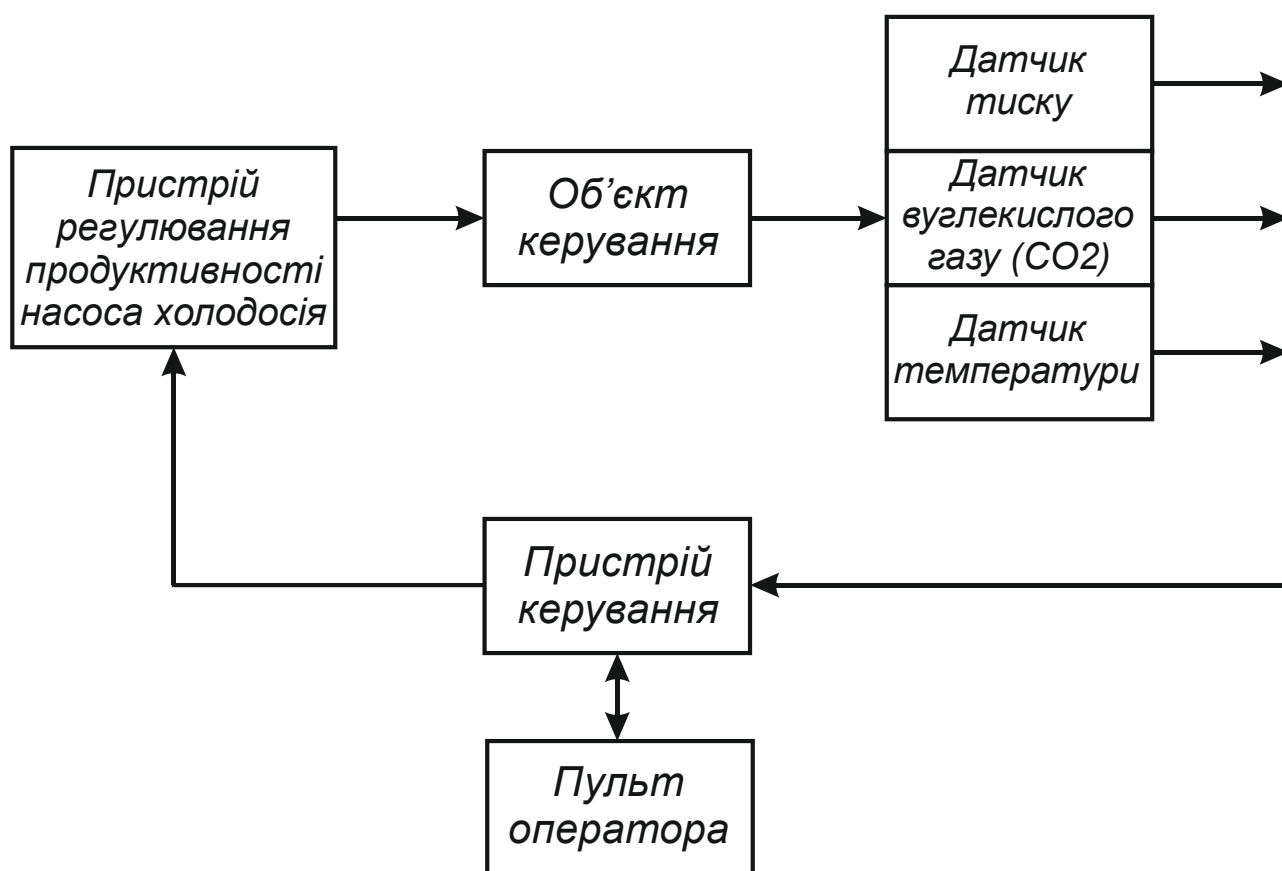 Датчик
тиску
Пристрій
регулювання
продуктивності
насоса холодосія
Об’єкт
керування
Датчик
вуглекислого
газу (СО2)
Датчик
температури
Пристрій
керування
Пульт
оператора